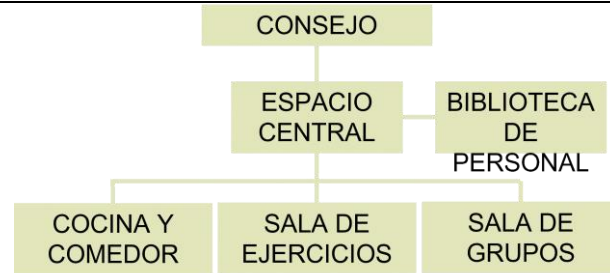 CONSEJO
ESPACIO
CENTRAL
BIBLIOTECA
DE
PERSONAL
COCINA Y
COMEDOR
SALA DE
EJERCICIOS
SALA DE
GRUPOS